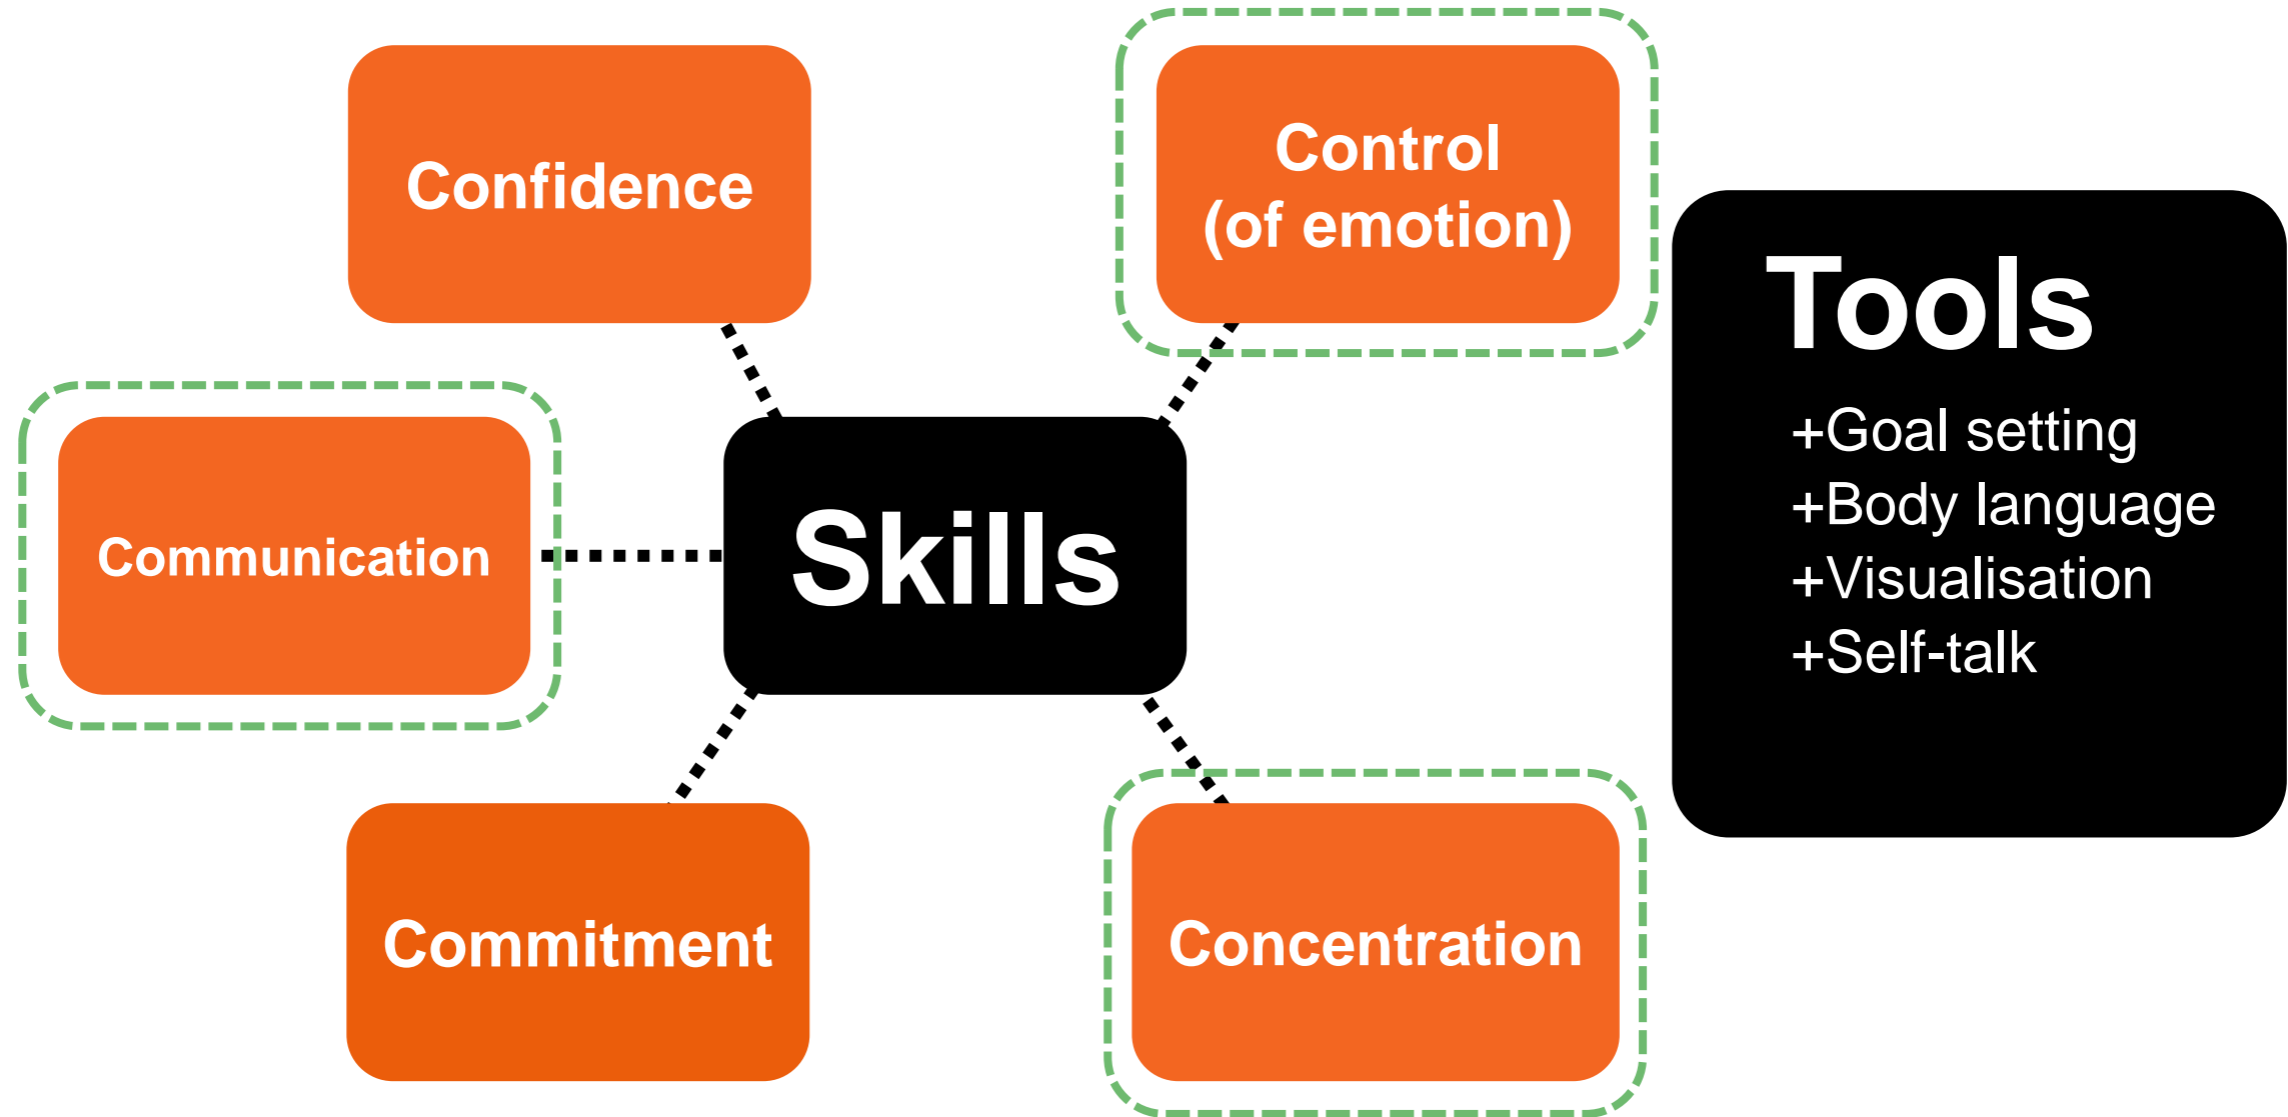 Confidence
Control
(of emotion)
Communication
Skills
Commitment
Concentration
Tools
+Goal setting
+Body language
+Visualisation
+Self-talk